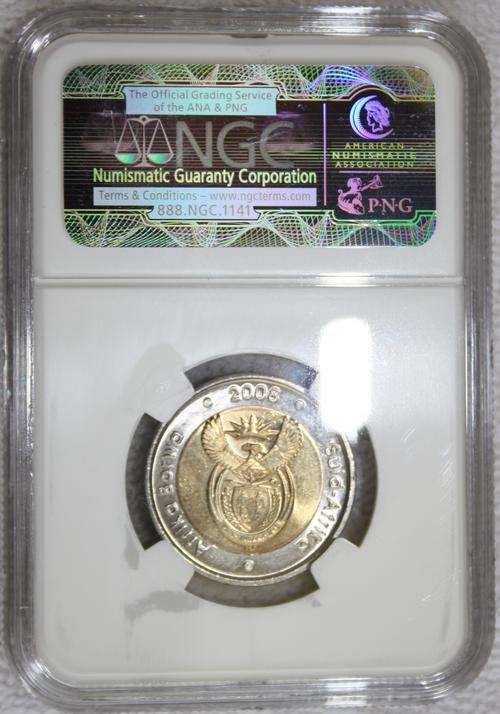 The Official Grading Service
of the ANA & PNG
NGC
Numismatic Guaranty Corporation
Terms & Conditions – www.ngcterms.com
888.NGC.1141
AMERICAN
NUMISMATIC
ASSOCIATION
PNG
2008